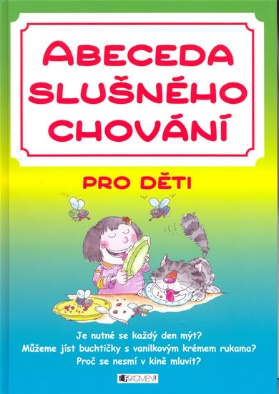 ABECEDA
SLUŠNÉHO
CHOVÁNÍ
PRO DĚTI
Je nutné se každý den mýt?
Můžeme jíst buchtičky s vanilkovým krémem rukama?
Proč se nesmí v kině mluvit?
FRAGMENT